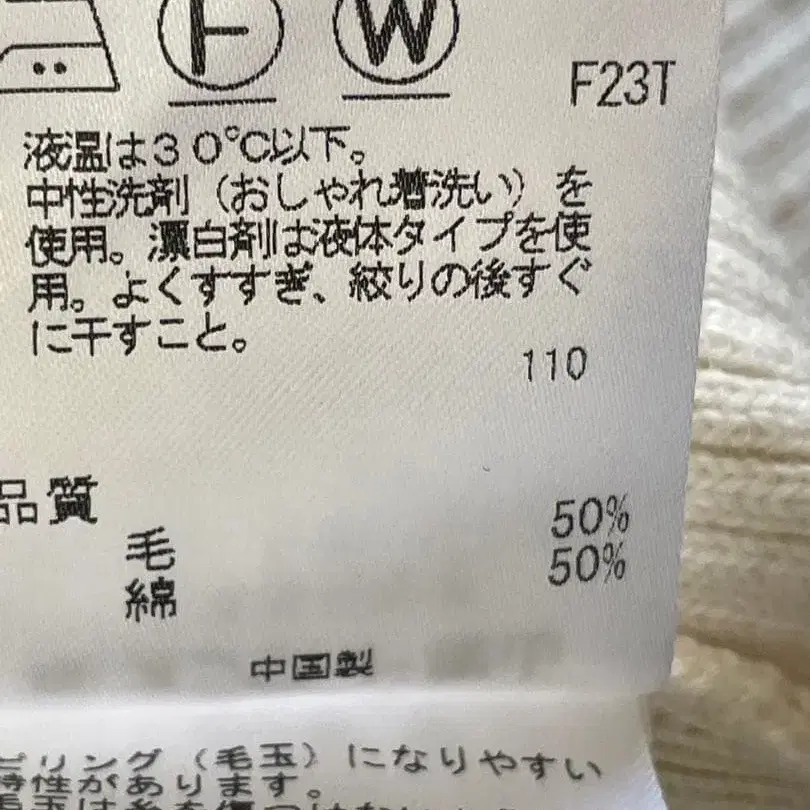 F W
F23T
液温は30℃以下。
中性洗剤（おしゃれ着洗い）を
使用。漂白剤は液体タイプを使
用。よくすすぎ、絞りの後すぐ
に干すこと。
110
品質
毛 50%
綿 50%
中国製
ピリング（毛玉）になりやすい
特性があります。